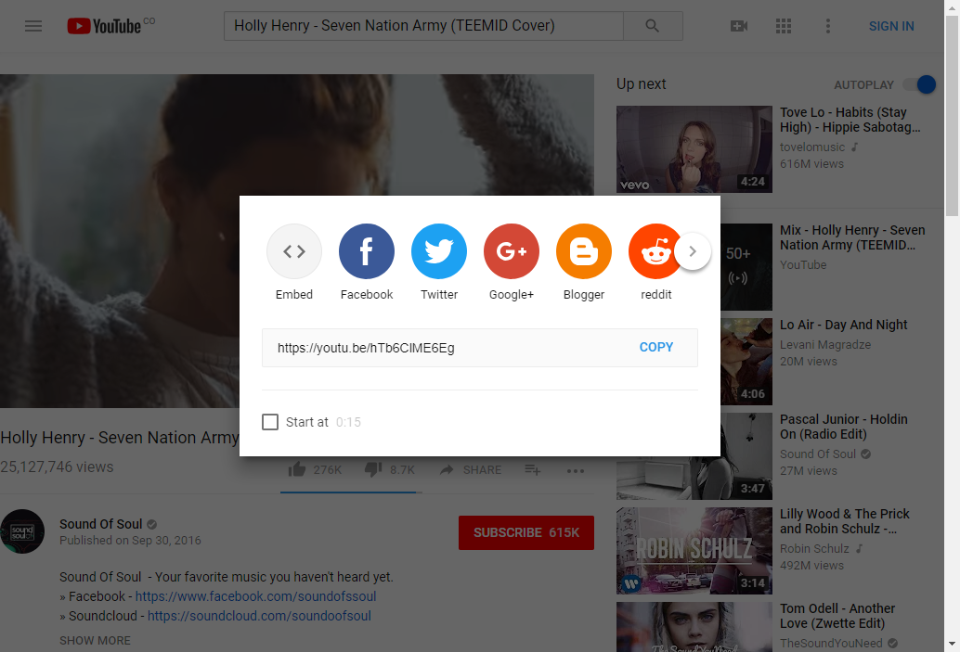 YouTube CO
Holly Henry - Seven Nation Army (TEEMID Cover)
SIGN IN
Up next
AUTOPLAY
Tove Lo - Habits (Stay
High) - Hippie Sabotag...
tovelomusic
616M views
vevo
4:24
Mix - Holly Henry - Seven
Nation Army (TEEMID...
YouTube
50+
Lo Air - Day And Night
Levani Magradze
20M views
4:06
Pascal Junior - Holdin
On (Radio Edit)
Sound Of Soul
27M views
3:47
Lilly Wood & The Prick
and Robin Schulz -...
Robin Schulz
492M views
ROBIN SCHULZ
3:14
Tom Odell - Another
Love (Zwette Edit)
TheSoundYouNeed
TheSoundYouNeed
Embed
Facebook
Twitter
Google+
Blogger
reddit
https://youtu.be/hTb6CIME6Eg
COPY
Start at 0:15
Holly Henry - Seven Nation Army
25,127,746 views
276K
8.7K
SHARE
sound
soul
Sound Of Soul
Published on Sep 30, 2016
SUBSCRIBE 615K
Sound Of Soul - Your favorite music you haven't heard yet.
» Facebook - https://www.facebook.com/soundofssoul
» Soundcloud - https://soundcloud.com/soundoofsoul
SHOW MORE